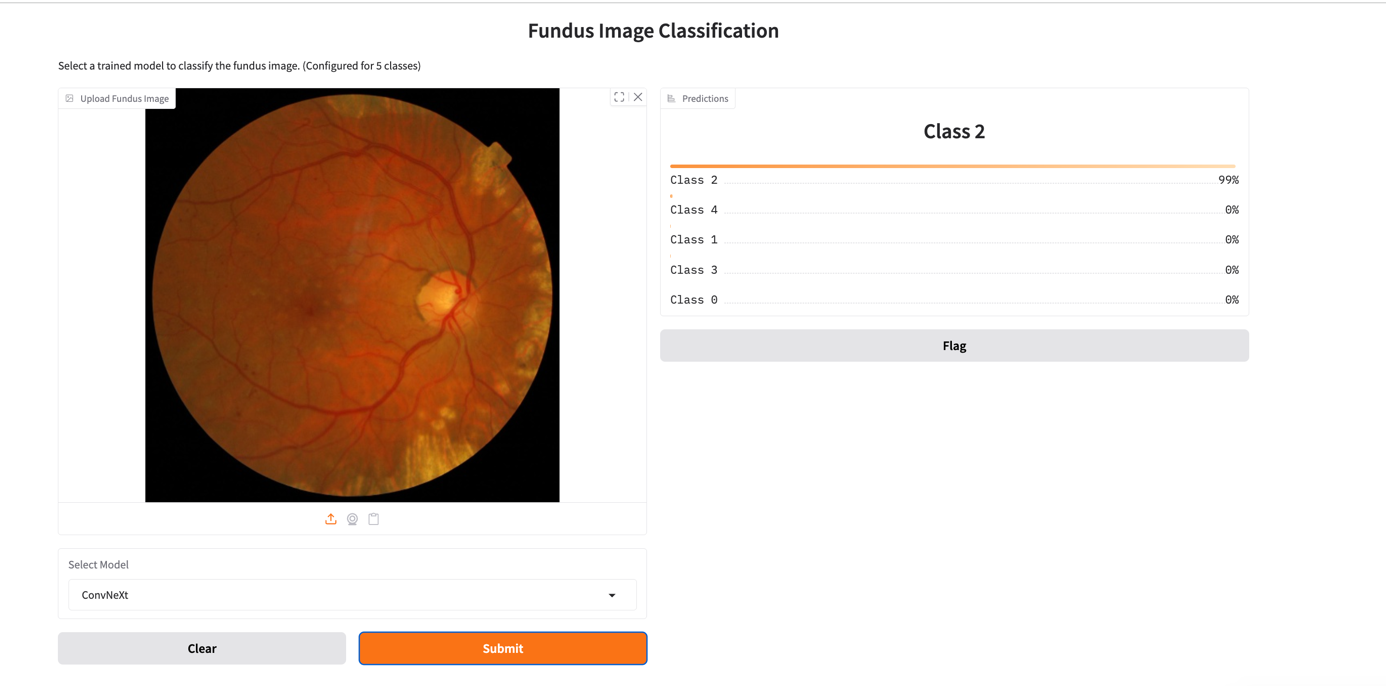 Fundus Image Classification
Select a trained model to classify the fundus image. (Configured for 5 classes)
Upload Fundus Image
Predictions
Class 2
Class 2 99%
Class 4 0%
Class 1 0%
Class 3 0%
Class 0 0%
Flag
Select Model
ConvNeXt
Clear
Submit